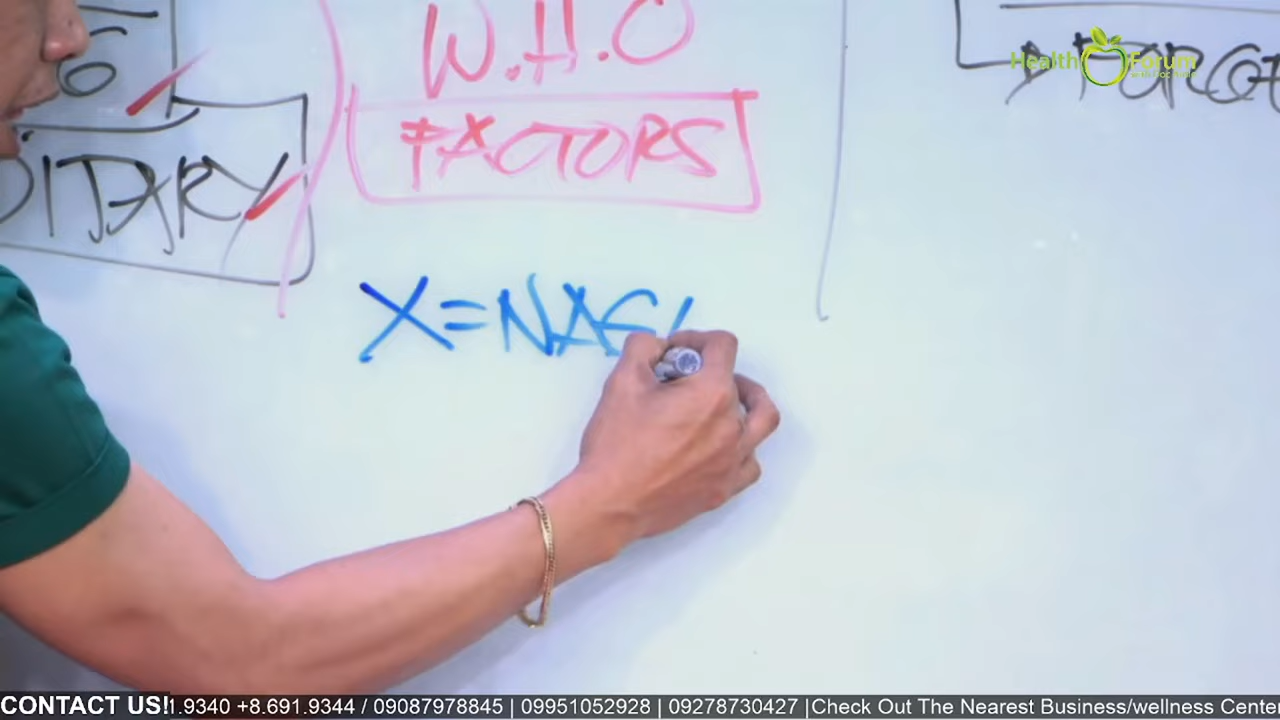 W.H.O
FACTORS
DITARY
X=NAS
Health Forum
CONTACT US! 1.9340 +8.691.9344 / 09087978845 | 09951052928 | 09278730427 |Check Out The Nearest Business/wellness Center